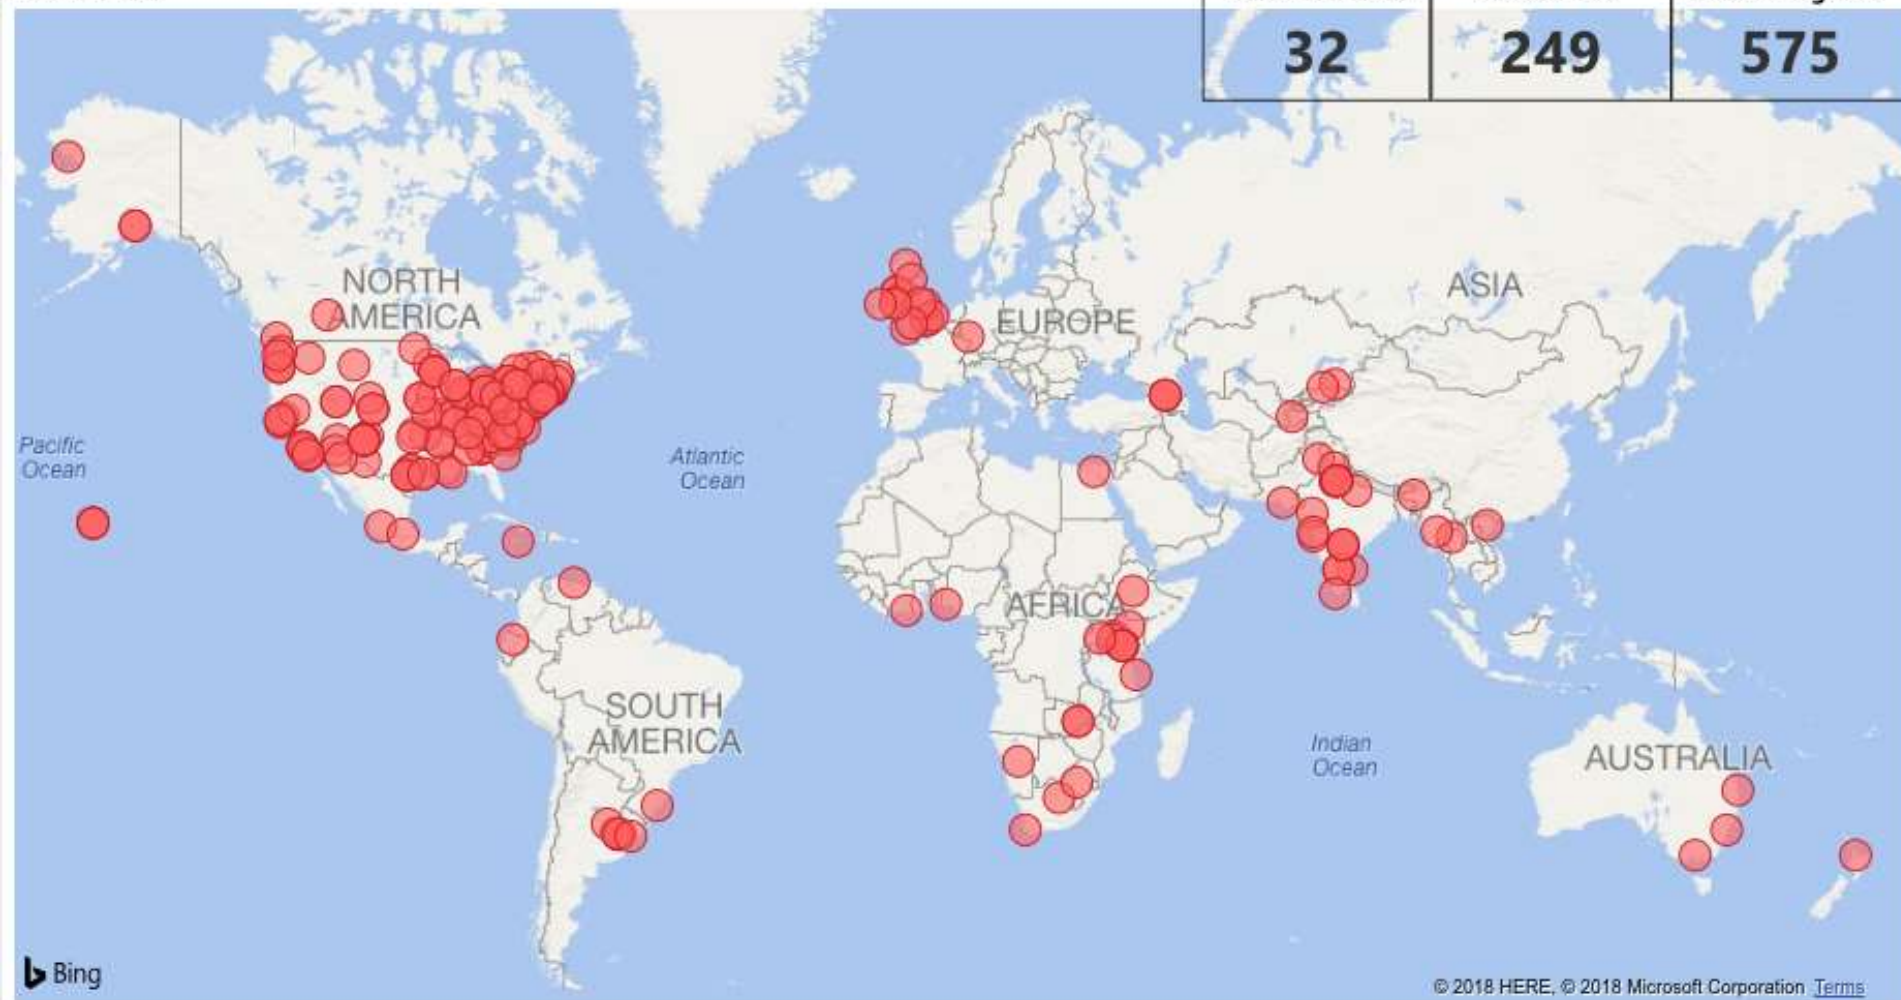 32 249 575
NORTH
AMERICA
ASIA
EUROPE
Pacific
Ocean
Atlantic
Ocean
AFRICA
SOUTH
AMERICA
Indian
Ocean
AUSTRALIA
Bing
© 2018 HERE, © 2018 Microsoft Corporation Terms